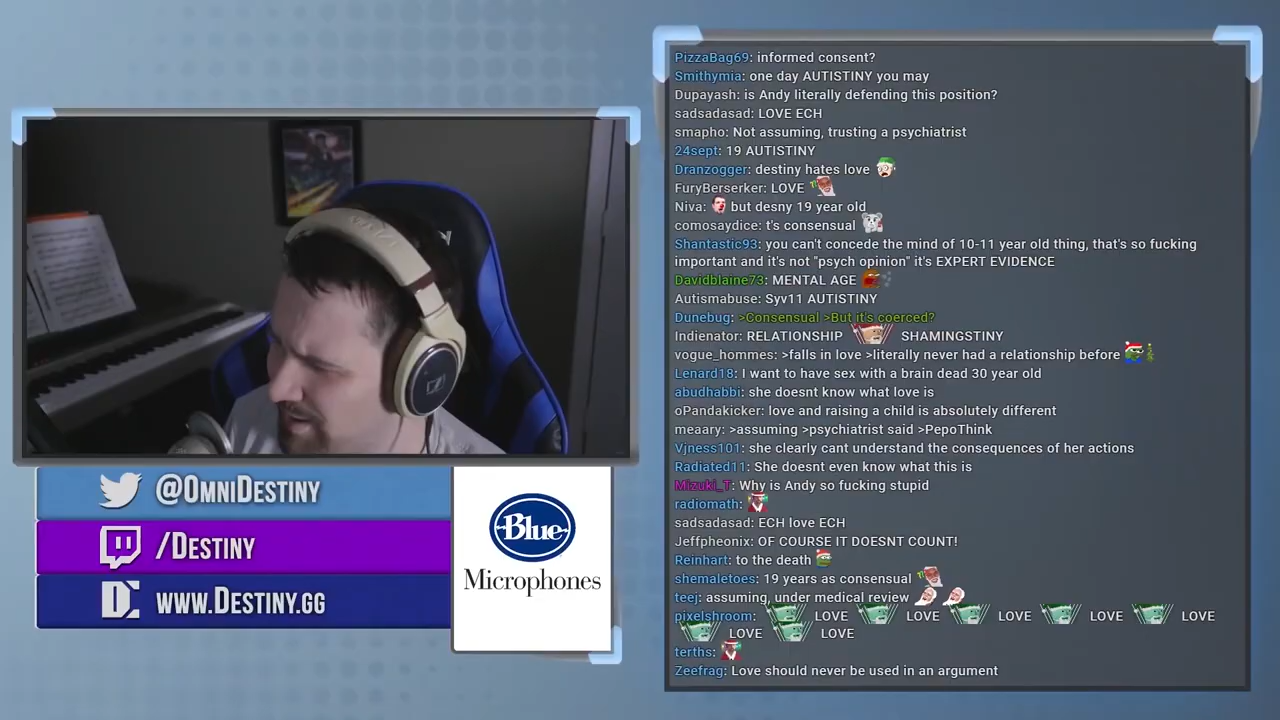 @OmniDestiny
/Destiny
www.Destiny.gg
Blue
Microphones
PizzaBag69: informed consent?
Smithymia: one day AUTISTINY you may
Dupayash: is Andy literally defending this position?
sadsadasad: LOVE ECH
smapho: Not assuming, trusting a psychiatrist
24sept: 19 AUTISTINY
Dranzogger: destiny hates love
FuryBerserker: LOVE
Niva: but desny 19 year old
comosaydice: t's consensual
Shantastic93: you can't concede the mind of 10-11 year old thing, that's so fucking
important and it's not "psych opinion" it's EXPERT EVIDENCE
Davidblaine73: MENTAL AGE
Autismabuse: Syv11 AUTISTINY
Dunebug: >Consensual >But it's coerced?
Indienator: RELATIONSHIP SHAMINGSTINY
vogue_hommes: >falls in love >literally never had a relationship before
Lenard18: I want to have sex with a brain dead 30 year old
abudhabbi: she doesnt know what love is
oPandakicker: love and raising a child is absolutely different
meaary: >assuming >psychiatrist said >PepoThink
Vjness101: she clearly cant understand the consequences of her actions
Radiated11: She doesnt even know what this is
Mizuki_T: Why is Andy so fucking stupid
radiomath:
sadsadasad: ECH love ECH
Jeffpheonix: OF COURSE IT DOESNT COUNT!
Reinhart: to the death
shemaletoes: 19 years as consensual
teej: assuming, under medical review
pixelshroom: LOVE LOVE LOVE LOVE LOVE
LOVE LOVE
terths:
Zeefrag: Love should never be used in an argument